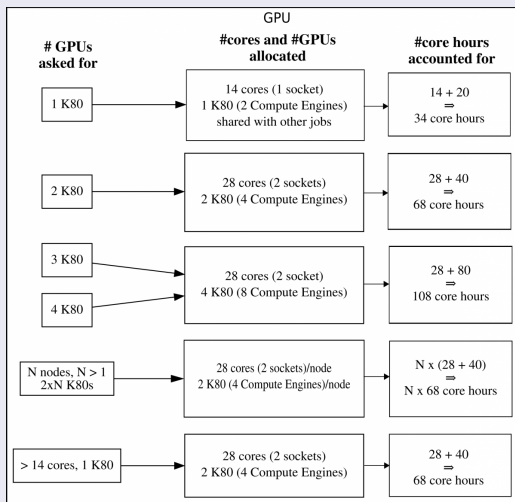 GPU
# GPUs
asked for
#cores and #GPUs
allocated
#core hours
accounted for
1 K80
14 cores (1 socket)
1 K80 (2 Compute Engines)
shared with other jobs
14 + 20
⇒
34 core hours
2 K80
28 cores (2 sockets)
2 K80 (4 Compute Engines)
28 + 40
⇒
68 core hours
3 K80
4 K80
28 cores (2 socket)
4 K80 (8 Compute Engines)
28 + 80
⇒
108 core hours
N nodes, N > 1
2xN K80s
28 cores (2 sockets)/node
2 K80 (4 Compute Engines)/node
N x (28 + 40)
⇒
N x 68 core hours
> 14 cores, 1 K80
28 cores (2 sockets)
2 K80 (4 Compute Engines)
28 + 40
⇒
68 core hours